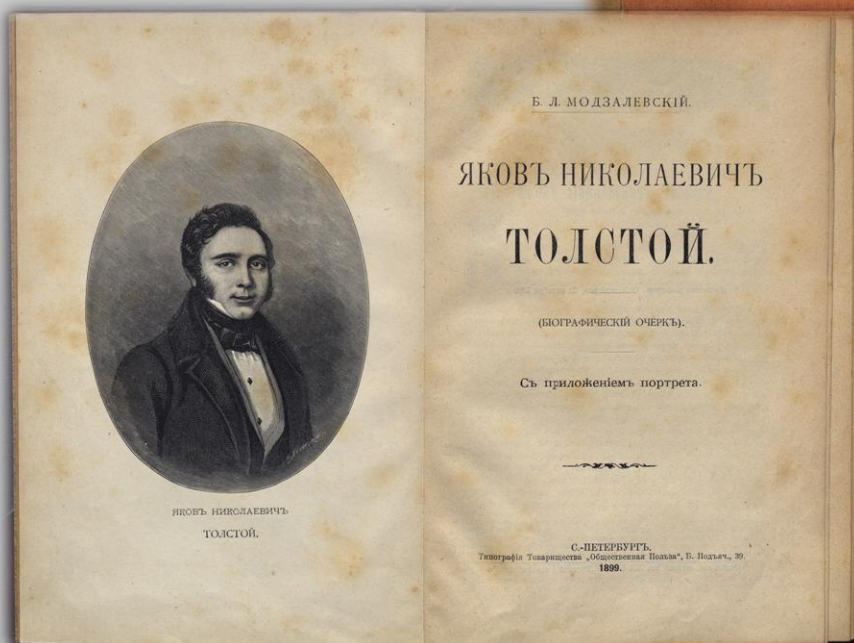 ЯКОВЪ НИКОЛАЕВИЧЪ
ТОЛСТОЙ.
Б. Л. МОДЗАЛЕВСКІЙ.
ЯКОВЪ НИКОЛАЕВИЧЪ
ТОЛСТОЙ.
(БІОГРАФИЧЕСКІЙ ОЧЕРКЪ).
Съ приложеніемъ портрета.
С.-ПЕТЕРБУРГЪ.
Типографія Товарищества „Общественная Польза“, Б. Подъяч., 39.
1899.